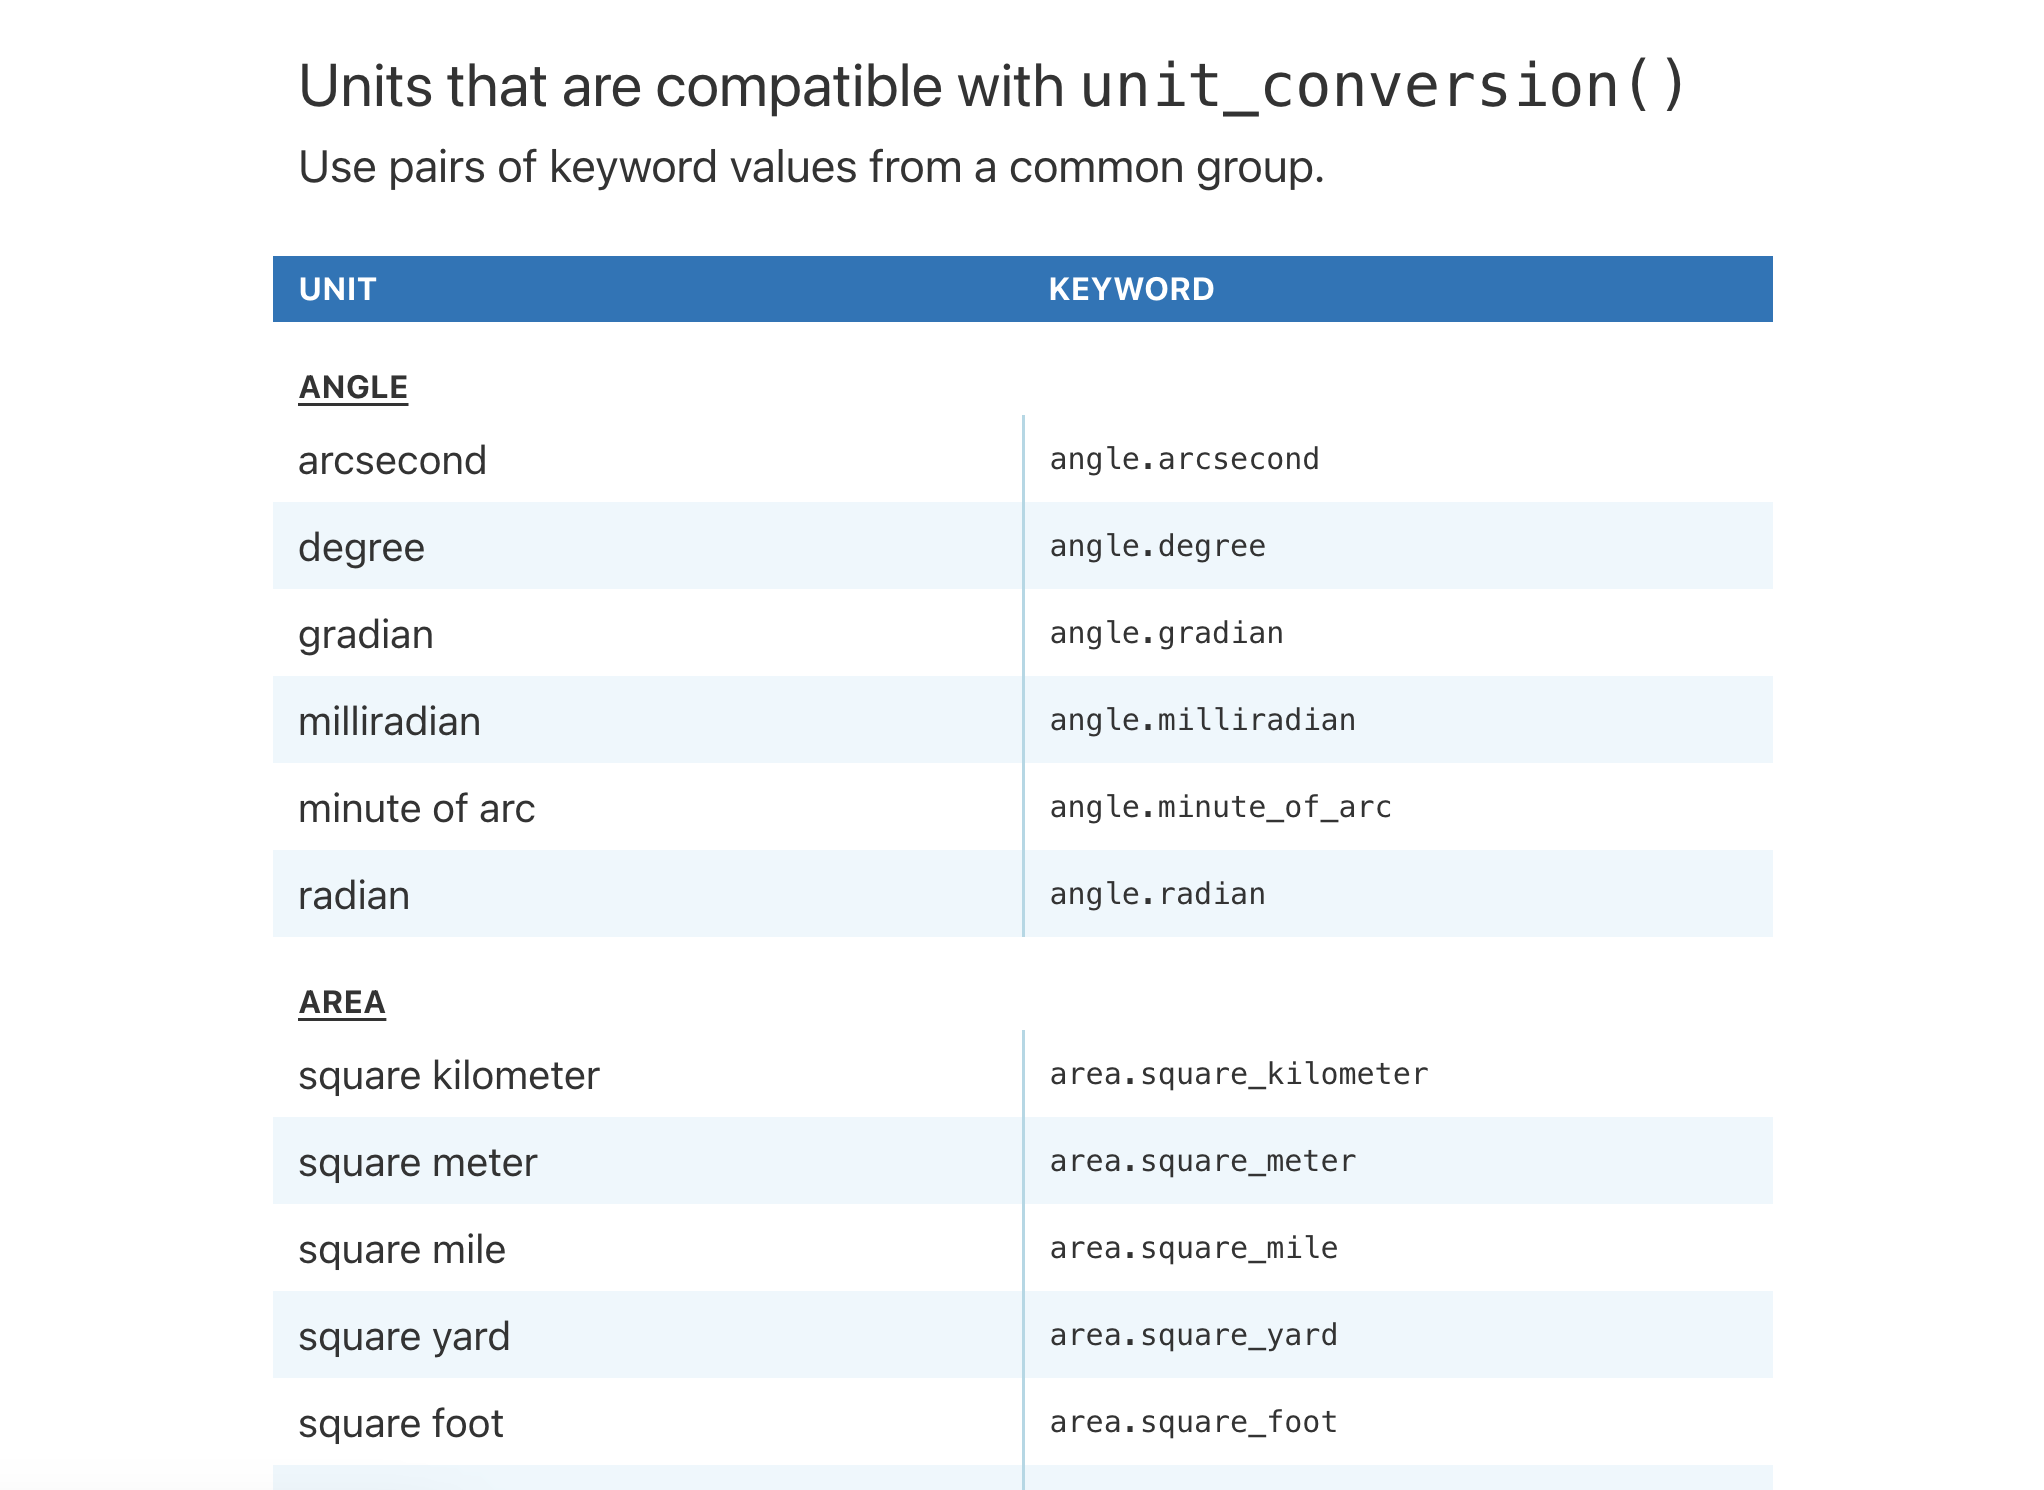 Units that are compatible with unit_conversion()
Use pairs of keyword values from a common group.
UNIT KEYWORD
ANGLE
arcsecond angle.arcsecond
degree angle.degree
gradian angle.gradian
milliradian angle.milliradian
minute of arc angle.minute_of_arc
radian angle.radian
AREA
square kilometer area.square_kilometer
square meter area.square_meter
square mile area.square_mile
square yard area.square_yard
square foot area.square_foot